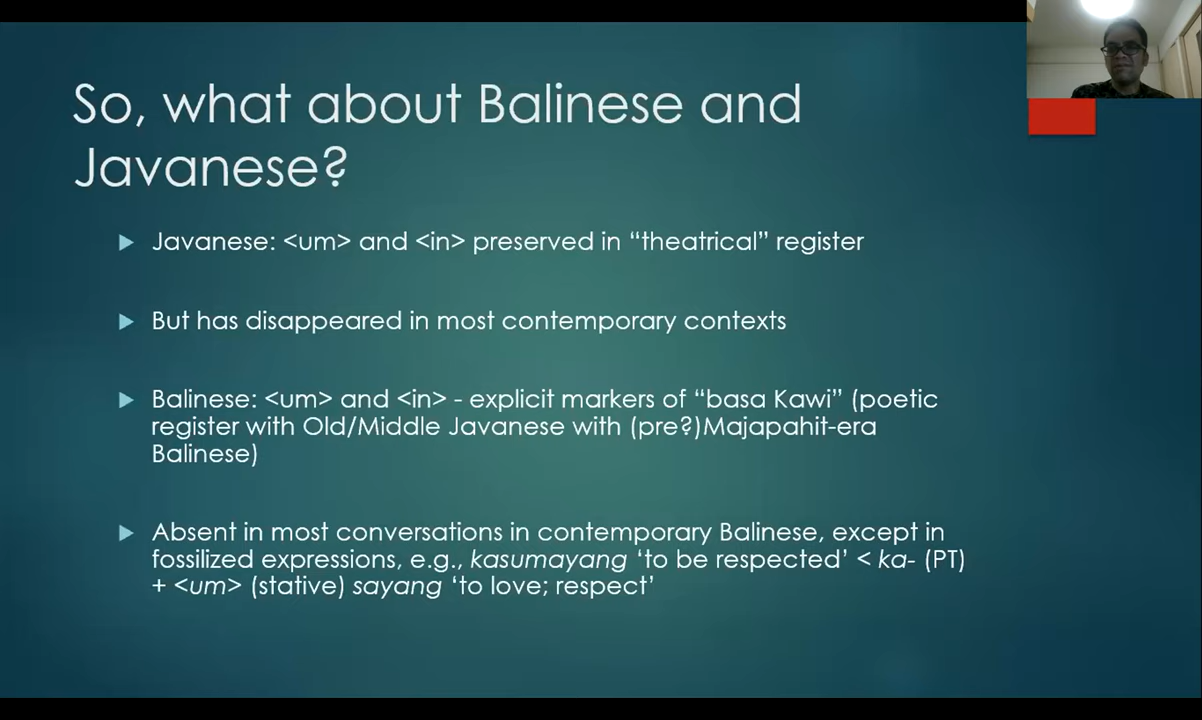 So, what about Balinese and
Javanese?
Javanese: <um> and <in> preserved in “theatrical” register
But has disappeared in most contemporary contexts
Balinese: <um> and <in> - explicit markers of “basa Kawi” (poetic
register with Old/Middle Javanese with (pre?)Majapahit-era
Balinese)
Absent in most conversations in contemporary Balinese, except in
fossilized expressions, e.g., kasumayang ‘to be respected’ < ka- (PT)
+ <um> (stative) sayang ‘to love; respect’